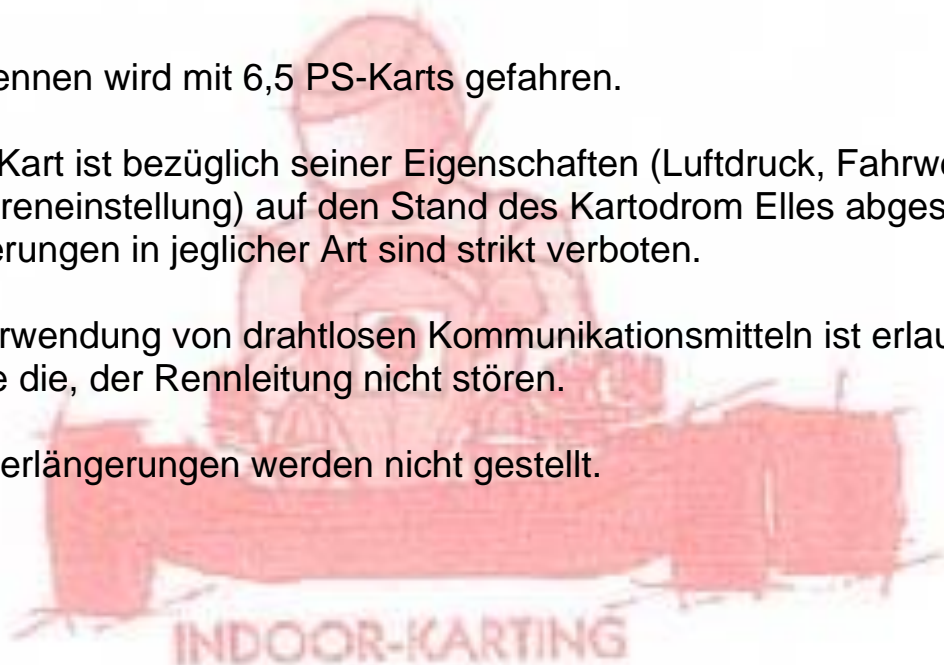 ennen wird mit 6,5 PS-Karts gefahren.
Kart ist bezüglich seiner Eigenschaften (Luftdruck, Fahrwe
reneinstellung) auf den Stand des Kartodrom Elles abges
erungen in jeglicher Art sind strikt verboten.
rwendung von drahtlosen Kommunikationsmitteln ist erlau
e die, der Rennleitung nicht stören.
erlängerungen werden nicht gestellt.
INDOOR-KARTING